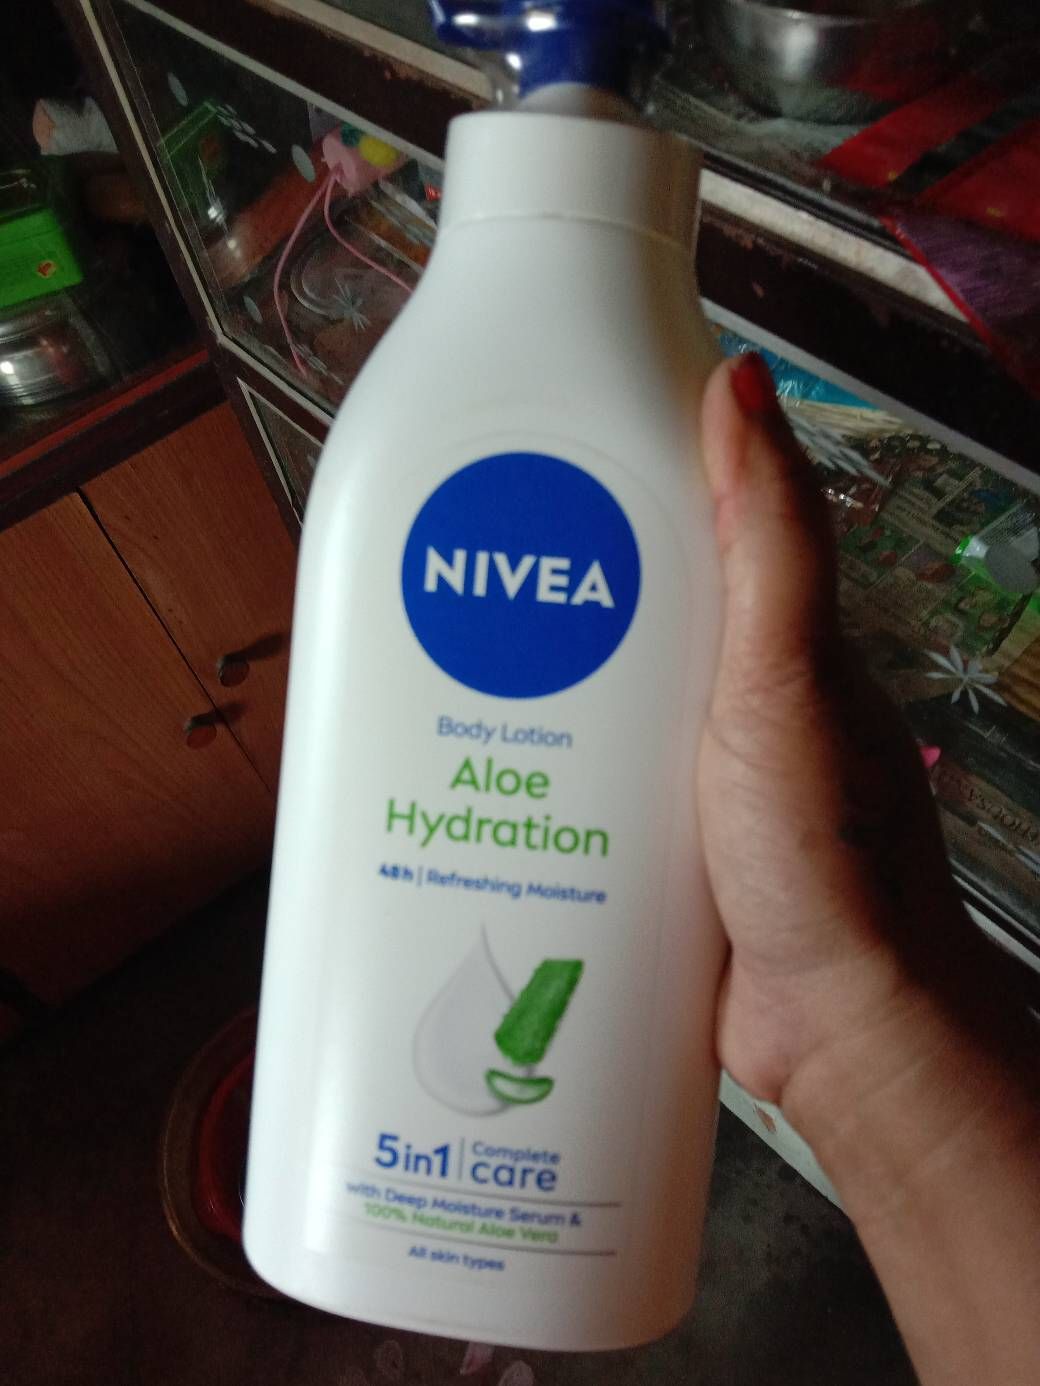 NIVEA
Body Lotion
Aloe
Hydration
48h | Refreshing Moisture
5in1 | Complete care
with Deep Moisture Serum &
100% Natural Aloe Vera
All skin types